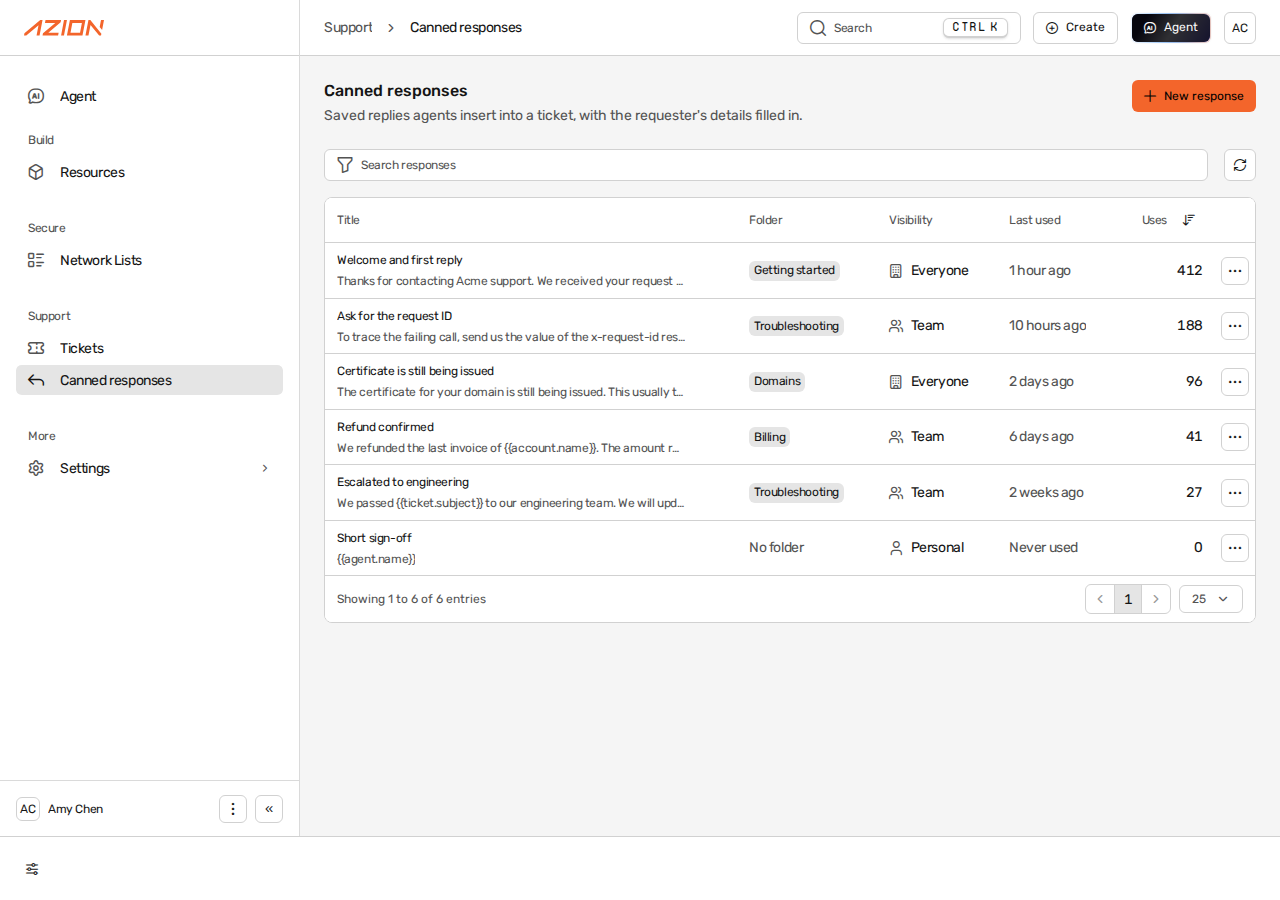 AZION
Support
Canned responses
Search
CTRL K
Create
Agent
AC
Agent
Build
Resources
Secure
Network Lists
Support
Tickets
Canned responses
More
Settings
AC
Amy Chen
Canned responses
Saved replies agents insert into a ticket, with the requester's details filled in.
New response
Search responses
Title
Folder
Visibility
Last used
Uses
Welcome and first reply
Thanks for contacting Acme support. We received your request ...
Getting started
Everyone
1 hour ago
412
Ask for the request ID
To trace the failing call, send us the value of the x-request-id res...
Troubleshooting
Team
10 hours ago
188
Certificate is still being issued
The certificate for your domain is still being issued. This usually t...
Domains
Everyone
2 days ago
96
Refund confirmed
We refunded the last invoice of {{account.name}}. The amount r...
Billing
Team
6 days ago
41
Escalated to engineering
We passed {{ticket.subject}} to our engineering team. We will upd...
Troubleshooting
Team
2 weeks ago
27
Short sign-off
{{agent.name}}
No folder
Personal
Never used
0
Showing 1 to 6 of 6 entries
1
25